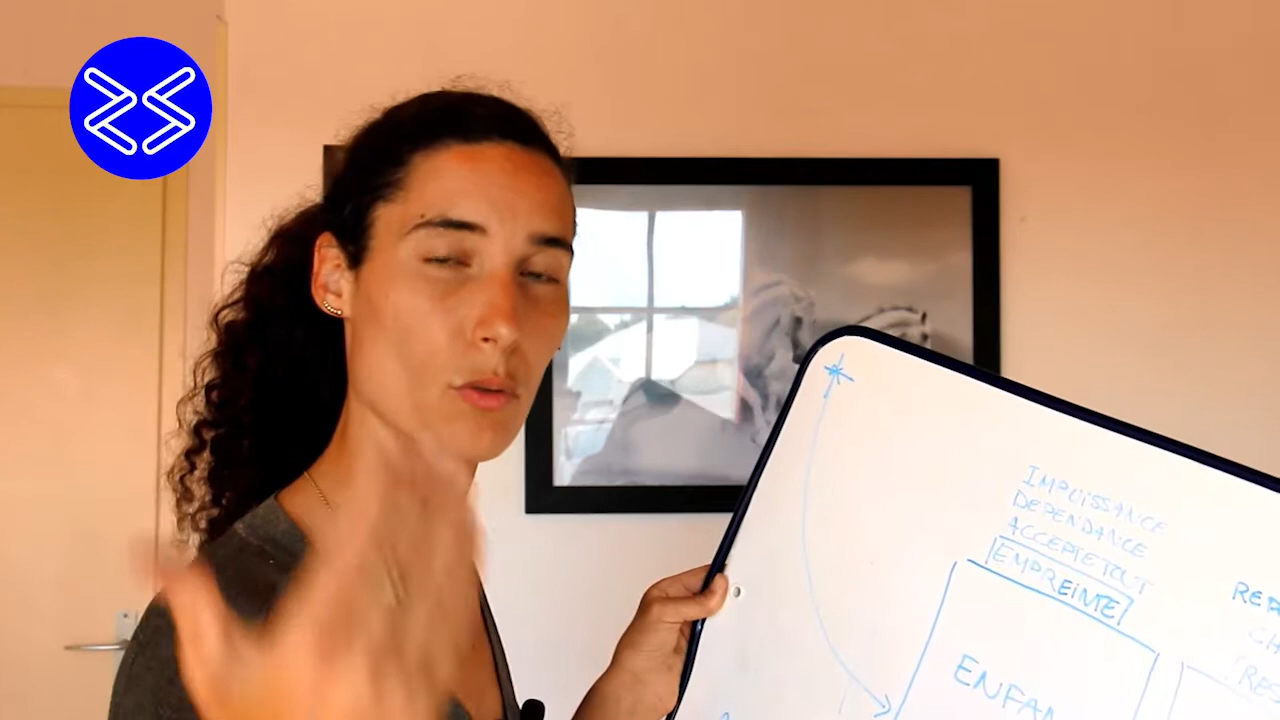 IMPUISSANCE
DEPENDANCE
ACCEPTE TOUT
EMPREINTE
ENFAN